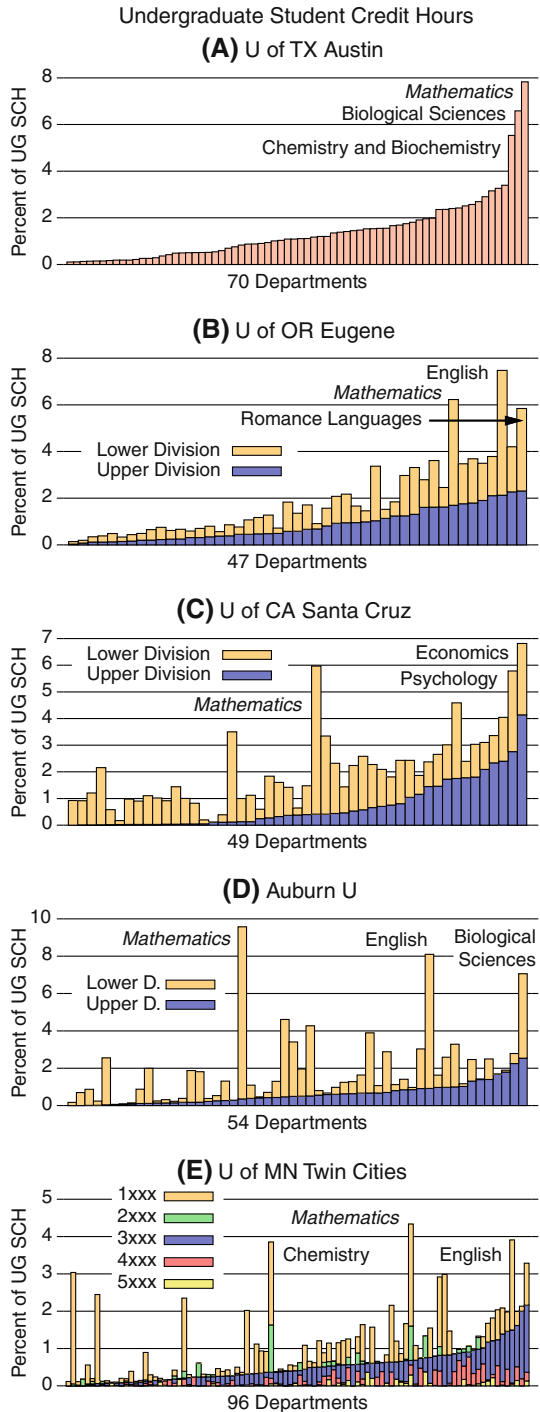 Undergraduate Student Credit Hours
(A) U of TX Austin
Percent of UG SCH
8
6
4
2
0
Mathematics
Biological Sciences
Chemistry and Biochemistry
70 Departments
(B) U of OR Eugene
Percent of UG SCH
8
6
4
2
0
English
Mathematics
Romance Languages
Lower Division
Upper Division
47 Departments
(C) U of CA Santa Cruz
Percent of UG SCH
7
6
5
4
3
2
1
0
Lower Division
Upper Division
Economics
Psychology
Mathematics
49 Departments
(D) Auburn U
Percent of UG SCH
10
8
6
4
2
0
Mathematics
English
Biological
Sciences
Lower D.
Upper D.
54 Departments
(E) U of MN Twin Cities
Percent of UG SCH
5
4
3
2
1
0
1xxx
2xxx
3xxx
4xxx
5xxx
Mathematics
Chemistry
English
96 Departments